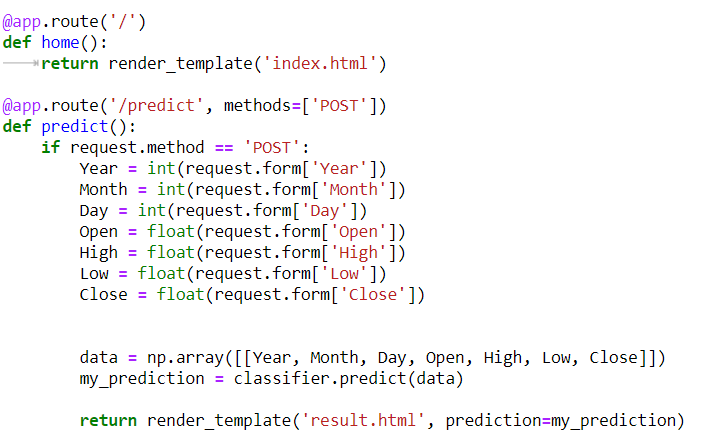 @app.route('/')
def home():
    return render_template('index.html')

@app.route('/predict', methods=['POST'])
def predict():
    if request.method == 'POST':
        Year = int(request.form['Year'])
        Month = int(request.form['Month'])
        Day = int(request.form['Day'])
        Open = float(request.form['Open'])
        High = float(request.form['High'])
        Low = float(request.form['Low'])
        Close = float(request.form['Close'])


        data = np.array([[Year, Month, Day, Open, High, Low, Close]])
        my_prediction = classifier.predict(data)

        return render_template('result.html', prediction=my_prediction)